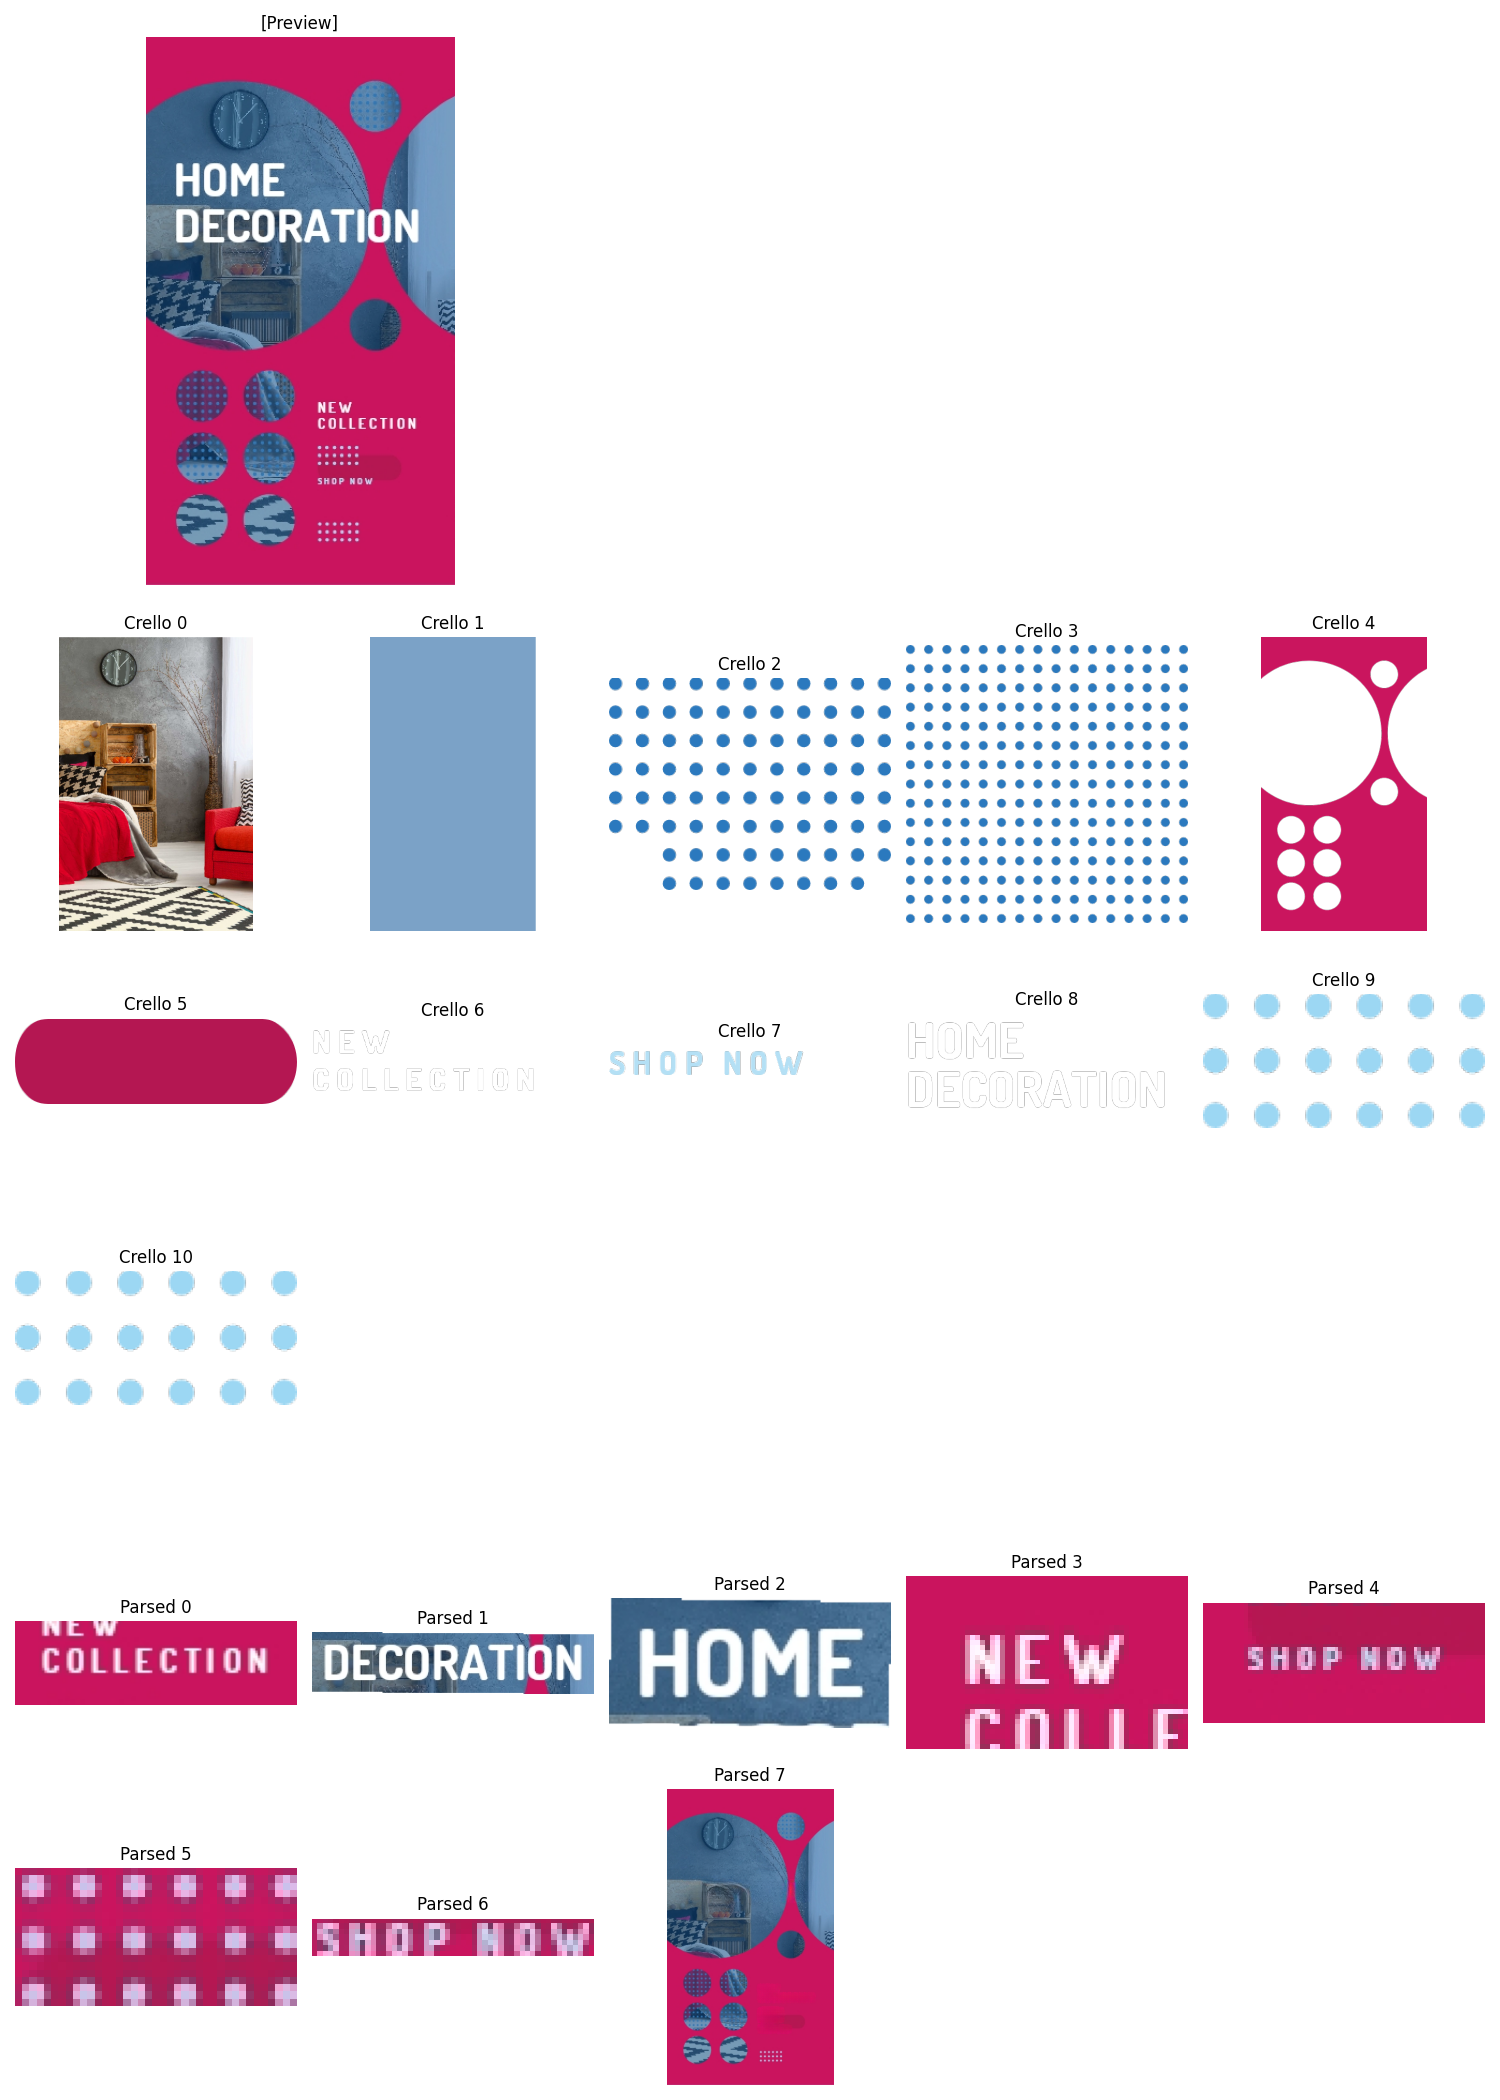 [Preview]
HOME
DECORATION
NEW
COLLECTION
SHOP NOW
Crello 0
Crello 1
Crello 2
Crello 3
Crello 4
Crello 5
Crello 6
NEW
COLLECTION
Crello 7
SHOP NOW
Crello 8
HOME
DECORATION
Crello 9
Crello 10
Parsed 0
NEW
COLLECTION
Parsed 1
DECORATION
Parsed 2
HOME
Parsed 3
NEW
COLLE
Parsed 4
SHOP NOW
Parsed 5
Parsed 6
SHOP NOW
Parsed 7